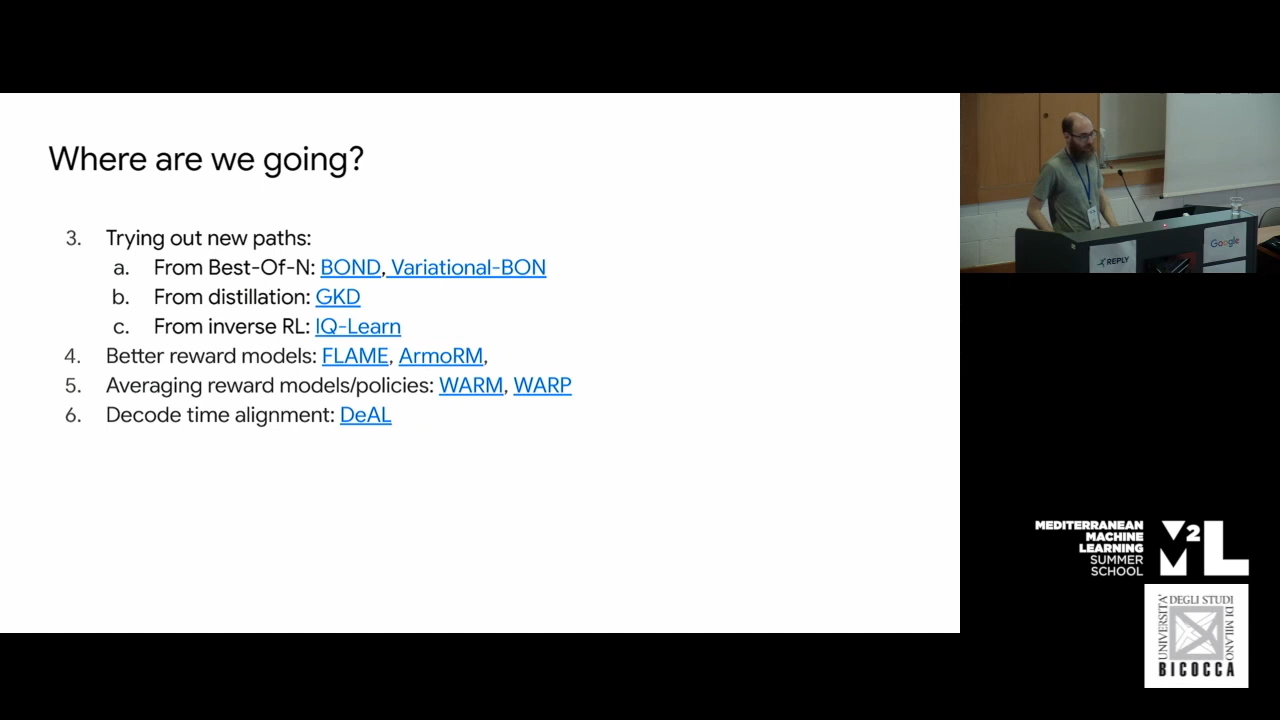 Where are we going?
3. Trying out new paths:
a. From Best-Of-N: BOND, Variational-BON
b. From distillation: GKD
c. From inverse RL: IQ-Learn
4. Better reward models: FLAME, ArmoRM,
5. Averaging reward models/policies: WARM, WARP
6. Decode time alignment: DeAL
REPLY
Google
MEDITERRANEAN
MACHINE
LEARNING
SUMMER
SCHOOL
M2L
UNIVERSITA'
DEGLI STUDI
DI MILANO
BICOCCA